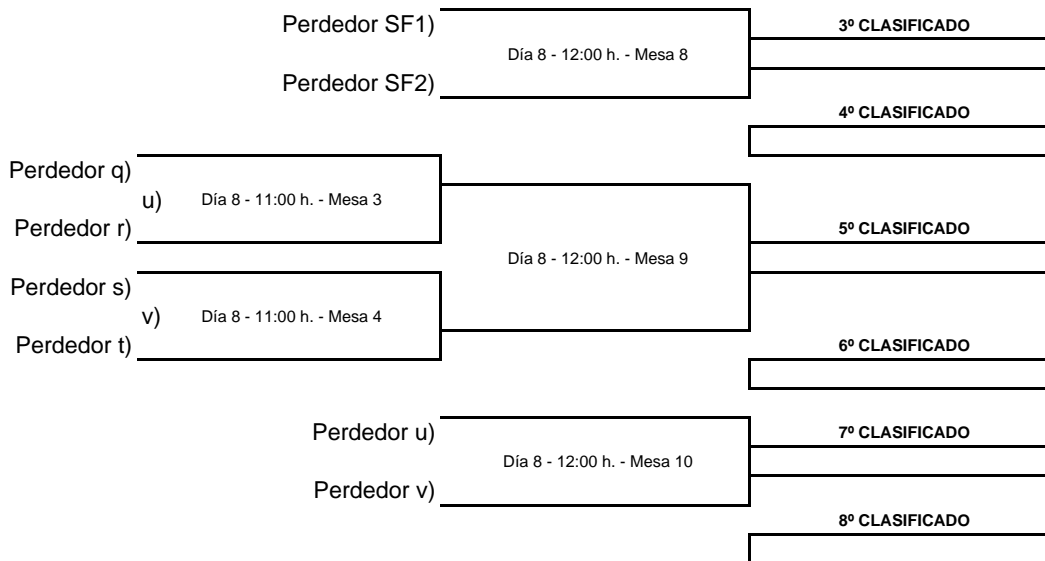 Perdedor SF1)
3º CLASIFICADO
Día 8 - 12:00 h. - Mesa 8
Perdedor SF2)
4º CLASIFICADO
Perdedor q)
u) Día 8 - 11:00 h. - Mesa 3
Perdedor r)
5º CLASIFICADO
Día 8 - 12:00 h. - Mesa 9
Perdedor s)
v) Día 8 - 11:00 h. - Mesa 4
Perdedor t)
6º CLASIFICADO
Perdedor u)
7º CLASIFICADO
Día 8 - 12:00 h. - Mesa 10
Perdedor v)
8º CLASIFICADO